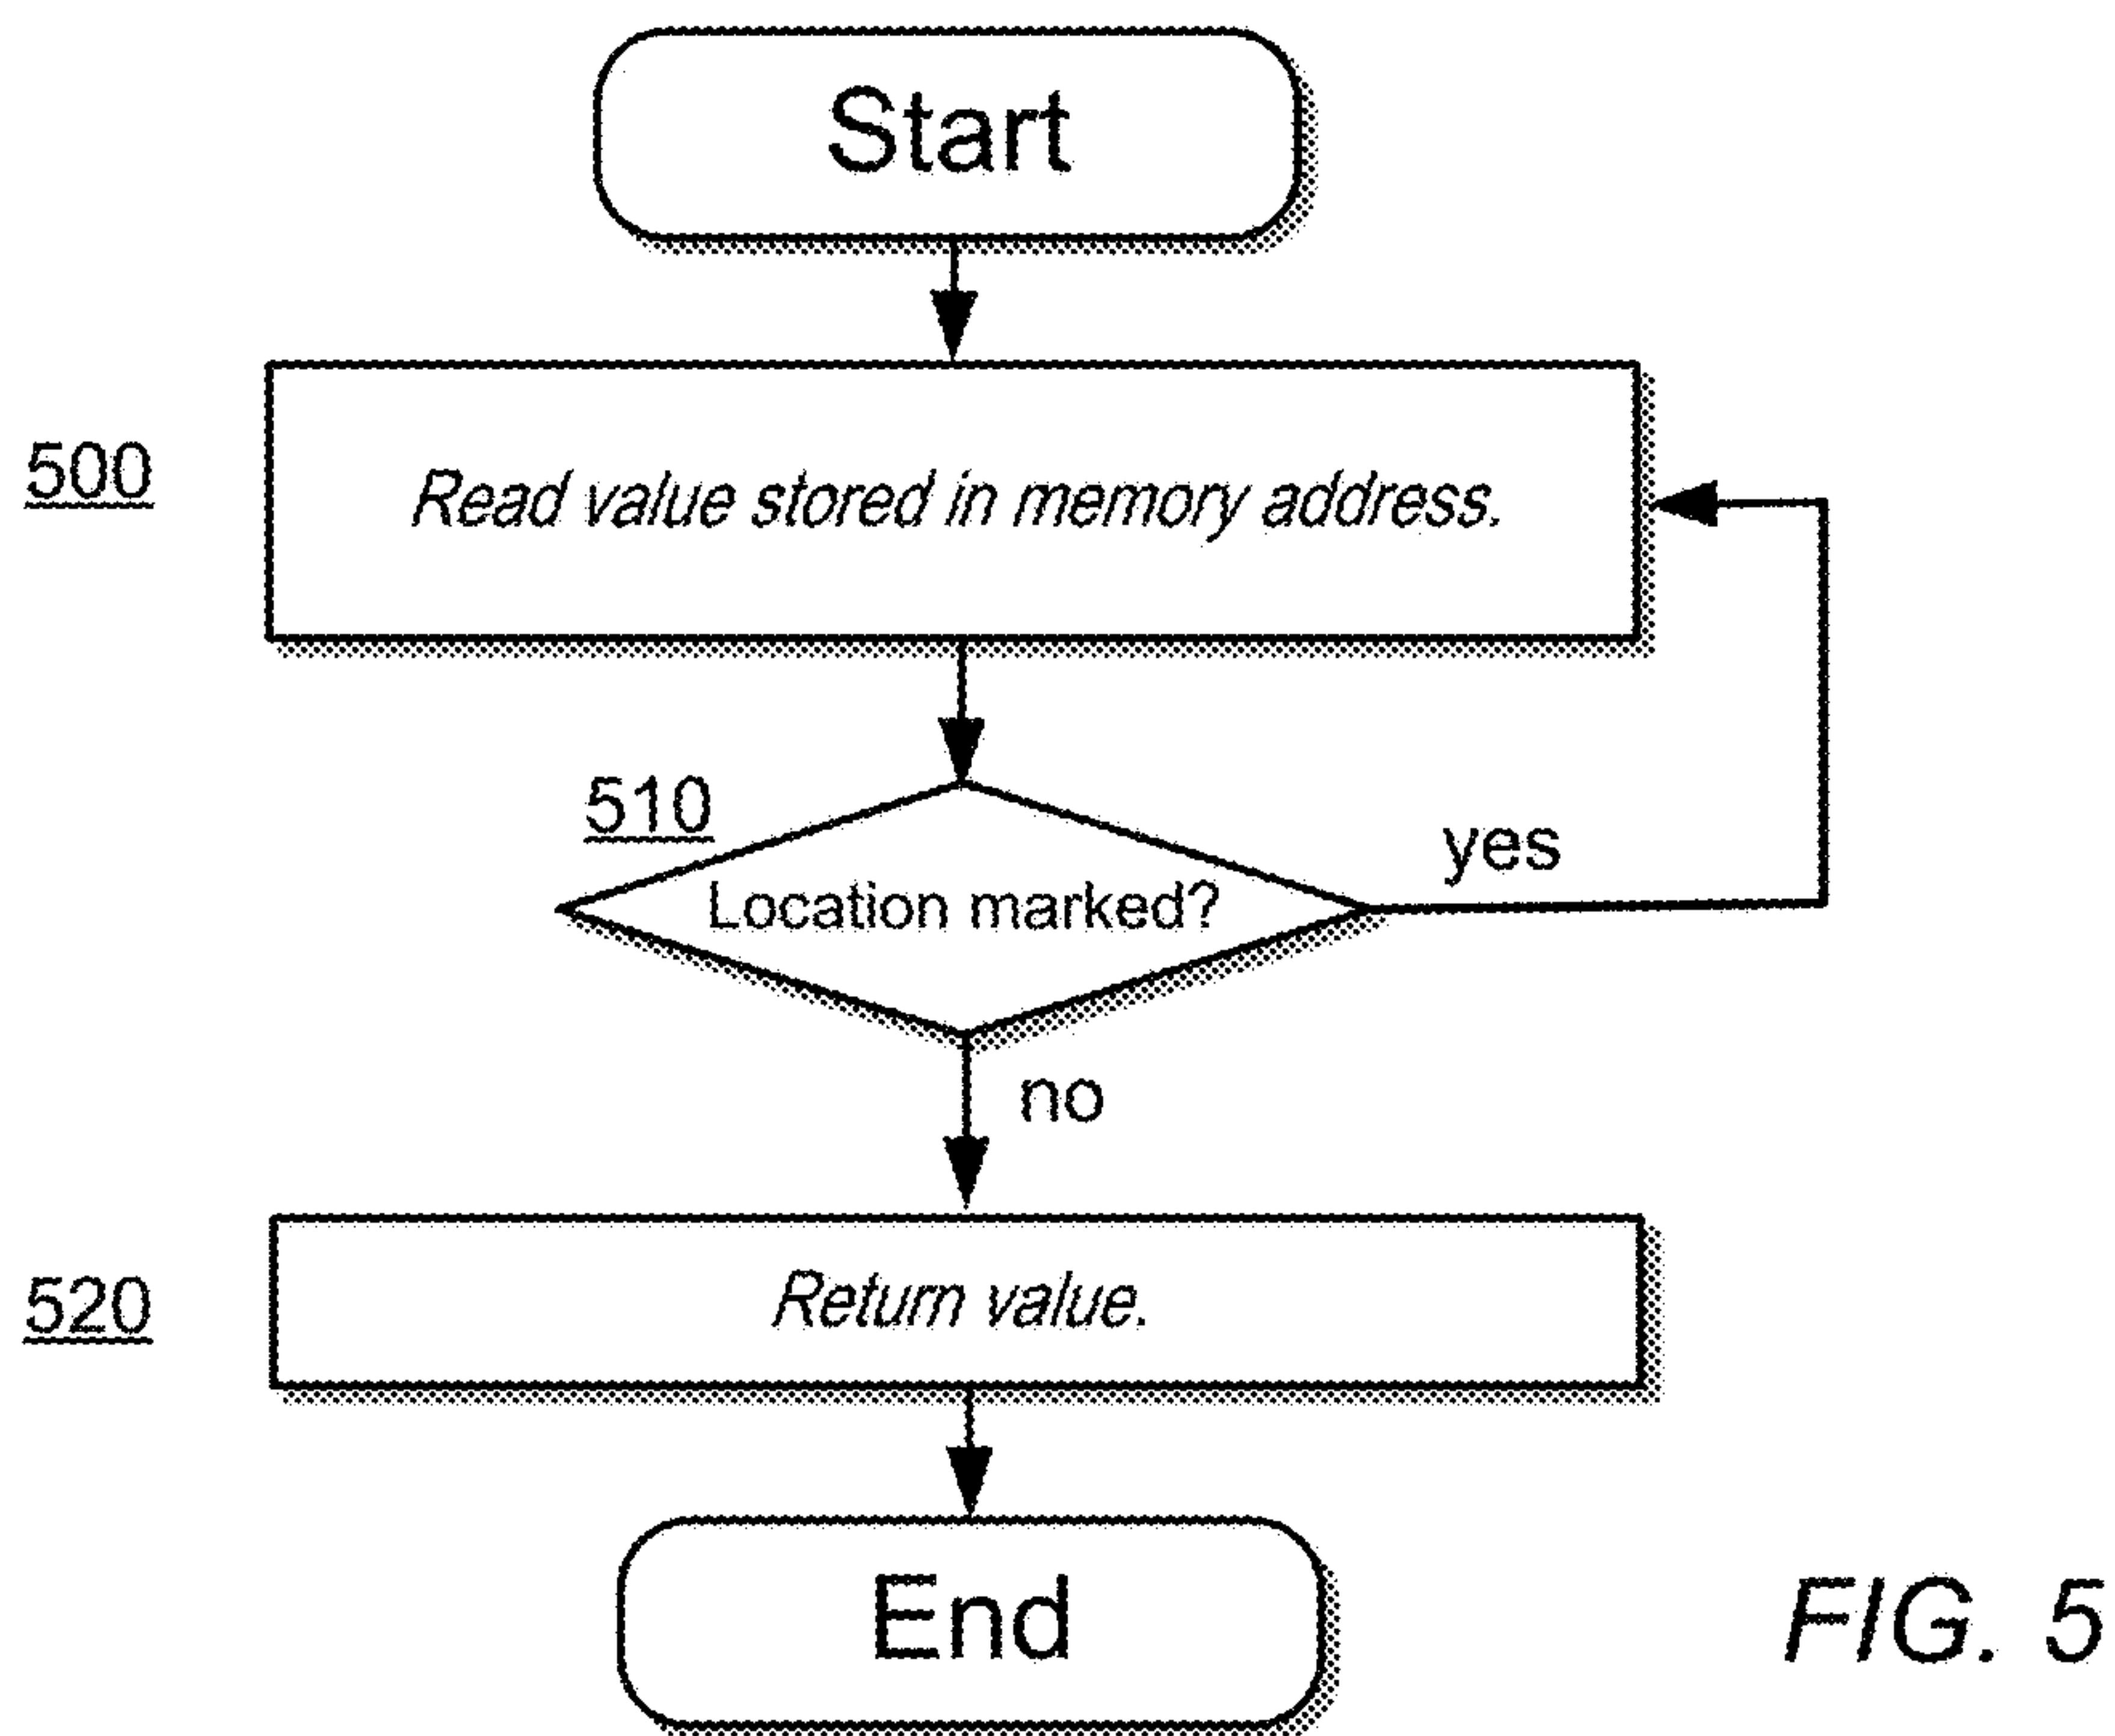 Start
500
Read value stored in memory address.
510
yes
Location marked?
no
520
Return value.
End
FIG. 5